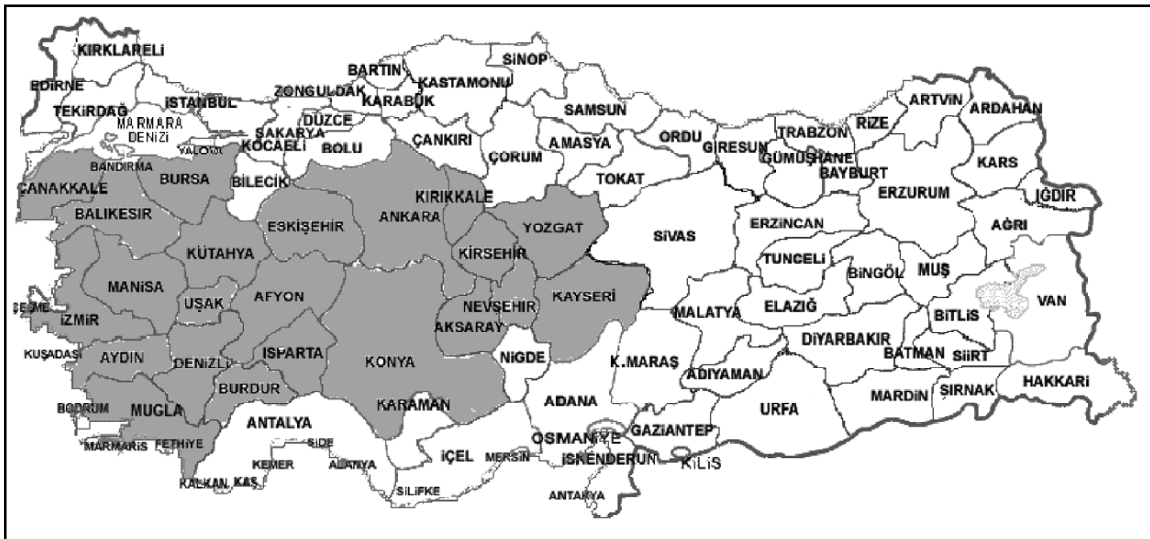 KIRKLARELİ
EDİRNE
TEKİRDAĞ
İSTANBUL
MARMARA
DENİZİ
YALOVA
KOCAELİ
SAKARYA
DÜZCE
ZONGULDAK
BARTIN
KARABÜK
KASTAMONU
SİNOP
BOLU
ÇANKIRI
ÇORUM
SAMSUN
AMASYA
TOKAT
ORDU
GİRESUN
TRABZON
GÜMÜŞHANE
BAYBURT
RİZE
ARTVİN
ARDAHAN
KARS
IĞDIR
AĞRI
ERZURUM
ERZİNCAN
ÇANAKKALE
BANDIRMA
BURSA
BİLECİK
BALIKESIR
KÜTAHYA
ESKİŞEHİR
ANKARA
KIRIKKALE
YOZGAT
KİRŞEHİR
SİVAS
TUNCELİ
BİNGÖL
MUŞ
VAN
BİTLİS
MANİSA
UŞAK
AFYON
ÇEŞME
İZMİR
KUŞADASI
AYDIN
DENİZLİ
ISPARTA
BURDUR
KONYA
AKSARAY
NEVŞEHİR
KAYSERİ
NİGDE
MALATYA
ELAZIĞ
DİYARBAKIR
BATMAN
SİİRT
ŞIRNAK
HAKKARİ
MARDİN
URFA
ADIYAMAN
K.MARAŞ
GAZİANTEP
KİLİS
BODRUM
MUGLA
MARMARİS
FETHİYE
ANTALYA
KALKAN
KAŞ
KEMER
SİDE
ALANYA
KARAMAN
İÇEL
SİLİFKE
MERSİN
ADANA
OSMANİYE
İSKENDERUN
ANTAKYA